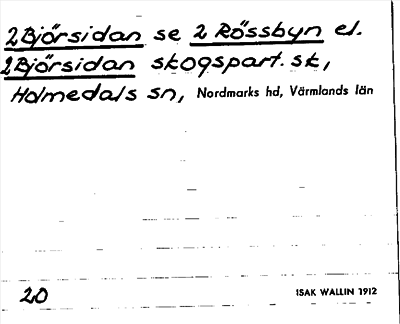 2 Björsidan se 2 Rössbyn el.
2 Björsidan skogspart. sk,
Holmedals sn, Nordmarks hd, Värmlands län
20 ISAK WALLIN 1912